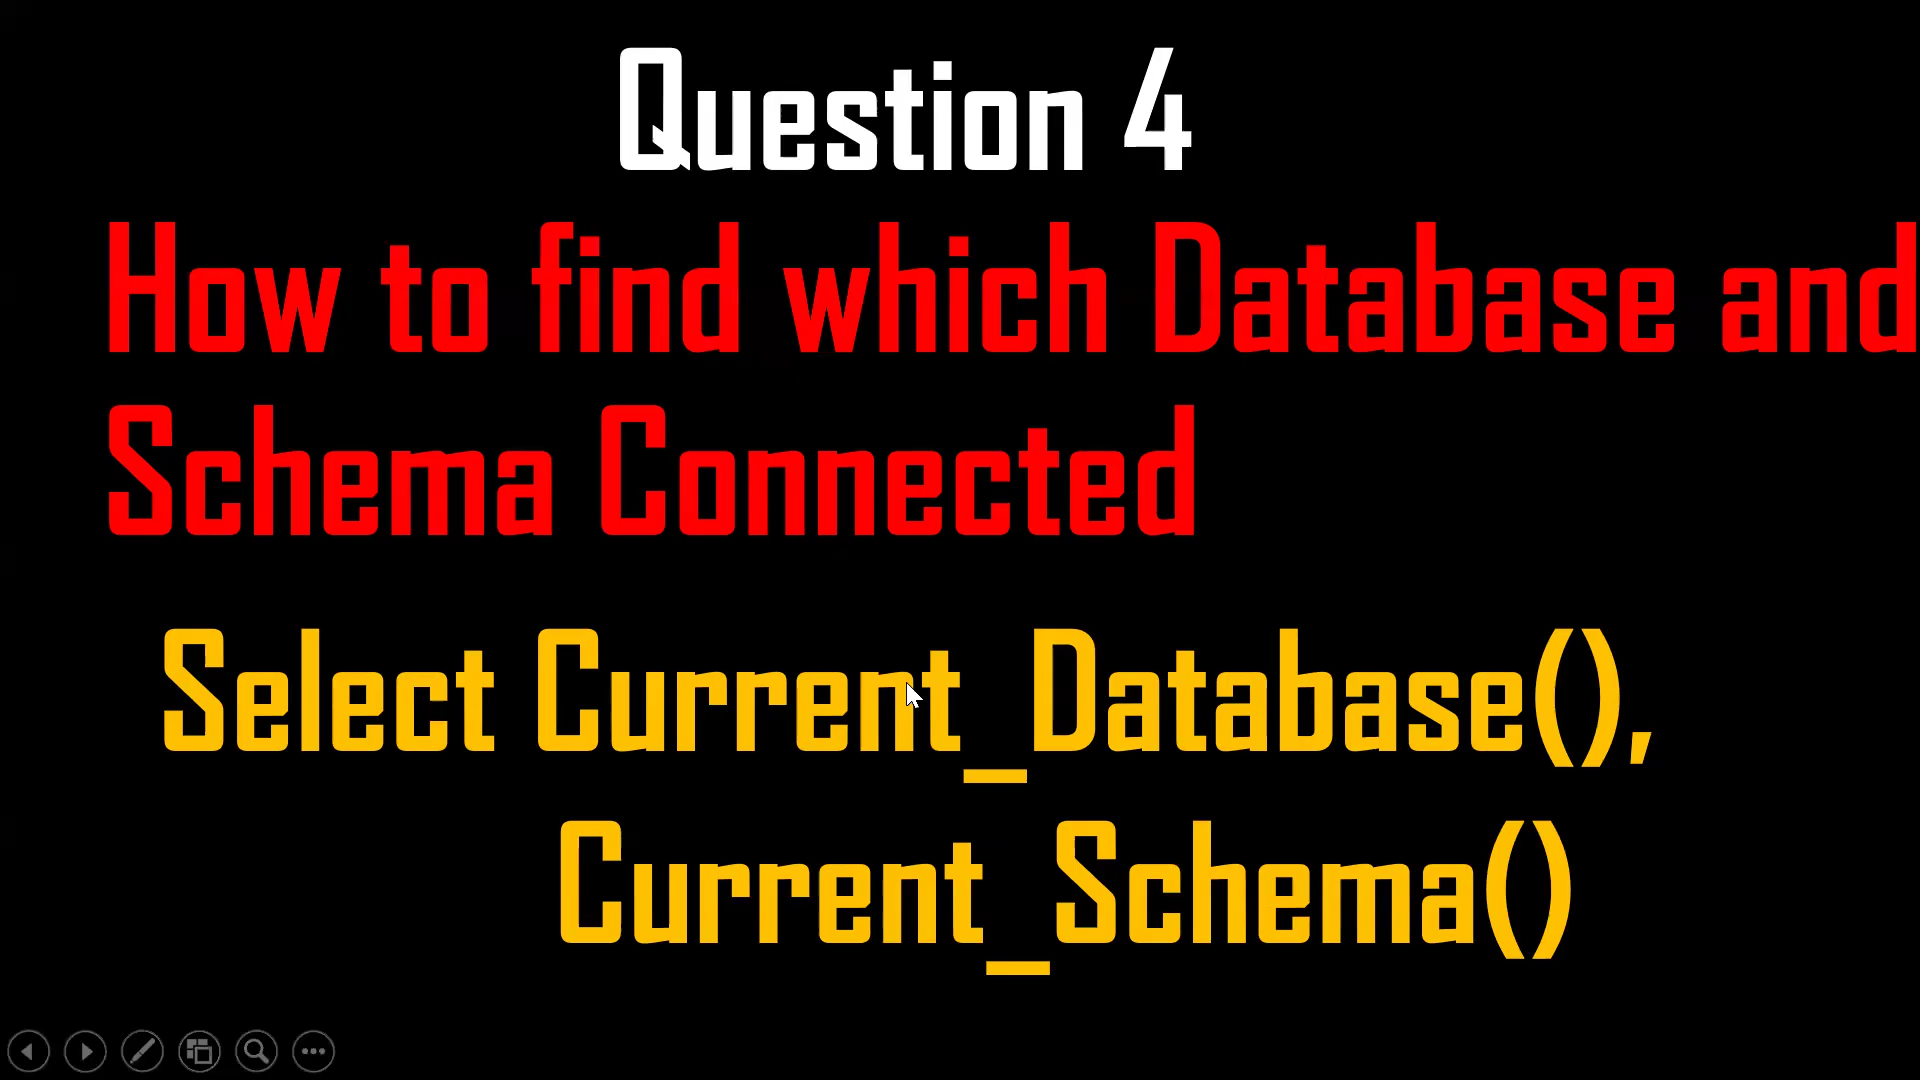 Question 4
How to find which Database and
Schema Connected
Select Current_Database(),
Current_Schema()